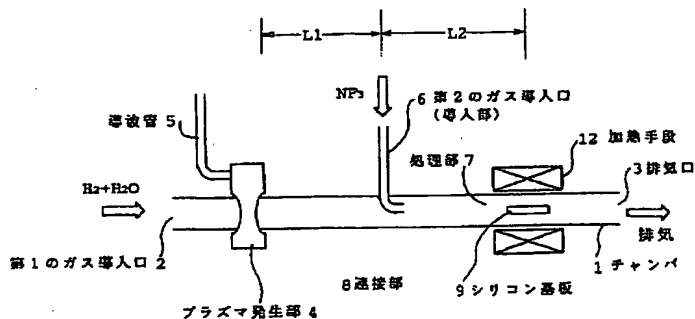 L1
L2
NF3
6 第2のガス導入口
(導入部)
導波管 5
12 加熱手段
処理部 7
3排気口
H2+H2O
排気
第1のガス導入口 2
1 チャンバ
8連接部
9シリコン基板
プラズマ発生部 4